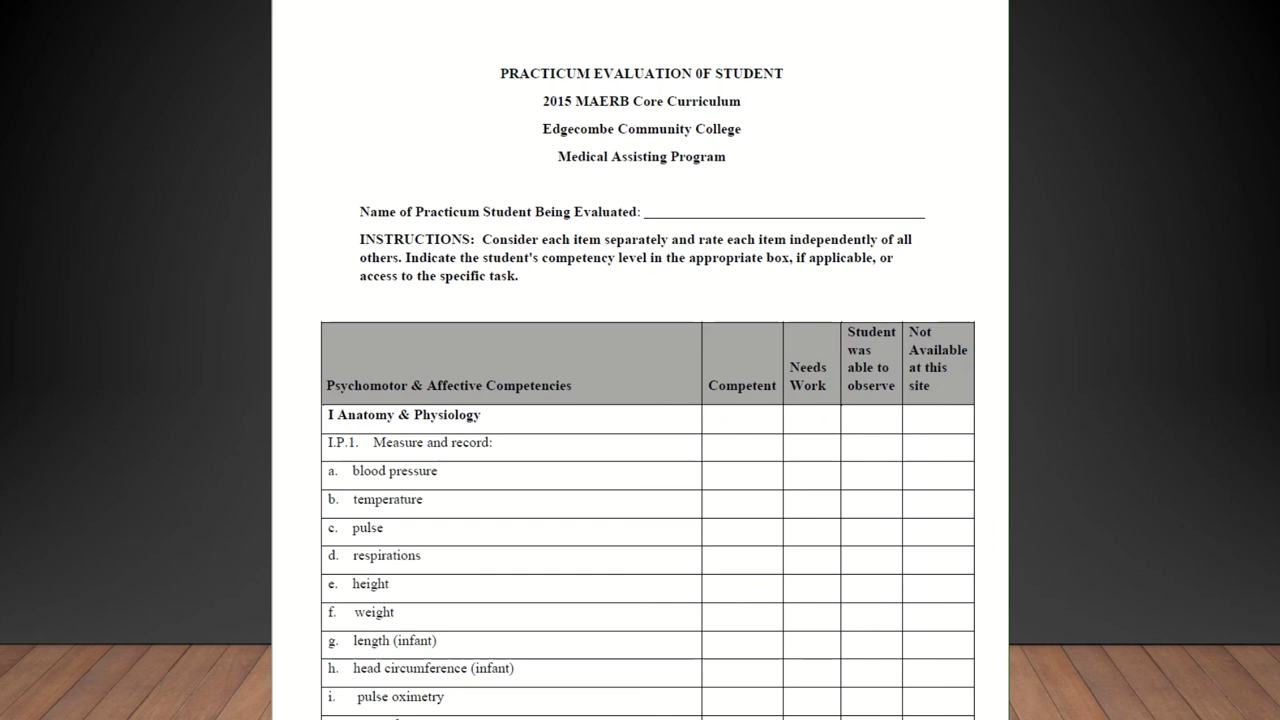 PRACTICUM EVALUATION 0F STUDENT
2015 MAERB Core Curriculum
Edgecombe Community College
Medical Assisting Program
Name of Practicum Student Being Evaluated: ________________________________________
INSTRUCTIONS: Consider each item separately and rate each item independently of all
others. Indicate the student's competency level in the appropriate box, if applicable, or
access to the specific task.
Psychomotor & Affective Competencies
Competent
Needs
Work
Student
was
able to
observe
Not
Available
at this
site
I Anatomy & Physiology
I.P.1. Measure and record:
a. blood pressure
b. temperature
c. pulse
d. respirations
e. height
f. weight
g. length (infant)
h. head circumference (infant)
i. pulse oximetry